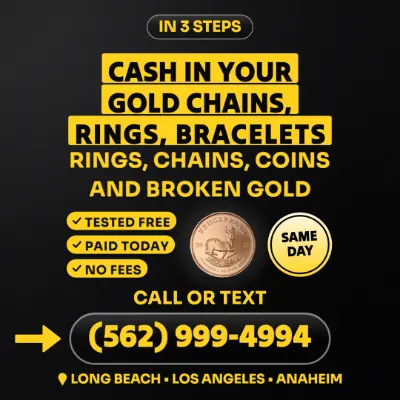 IN 3 STEPS
CASH IN YOUR
GOLD CHAINS,
RINGS, BRACELETS
RINGS, CHAINS, COINS
AND BROKEN GOLD
✓ TESTED FREE
✓ PAID TODAY
✓ NO FEES
KRUGERRAND
SAME
DAY
CALL OR TEXT
(562) 999-4994
LONG BEACH • LOS ANGELES • ANAHEIM